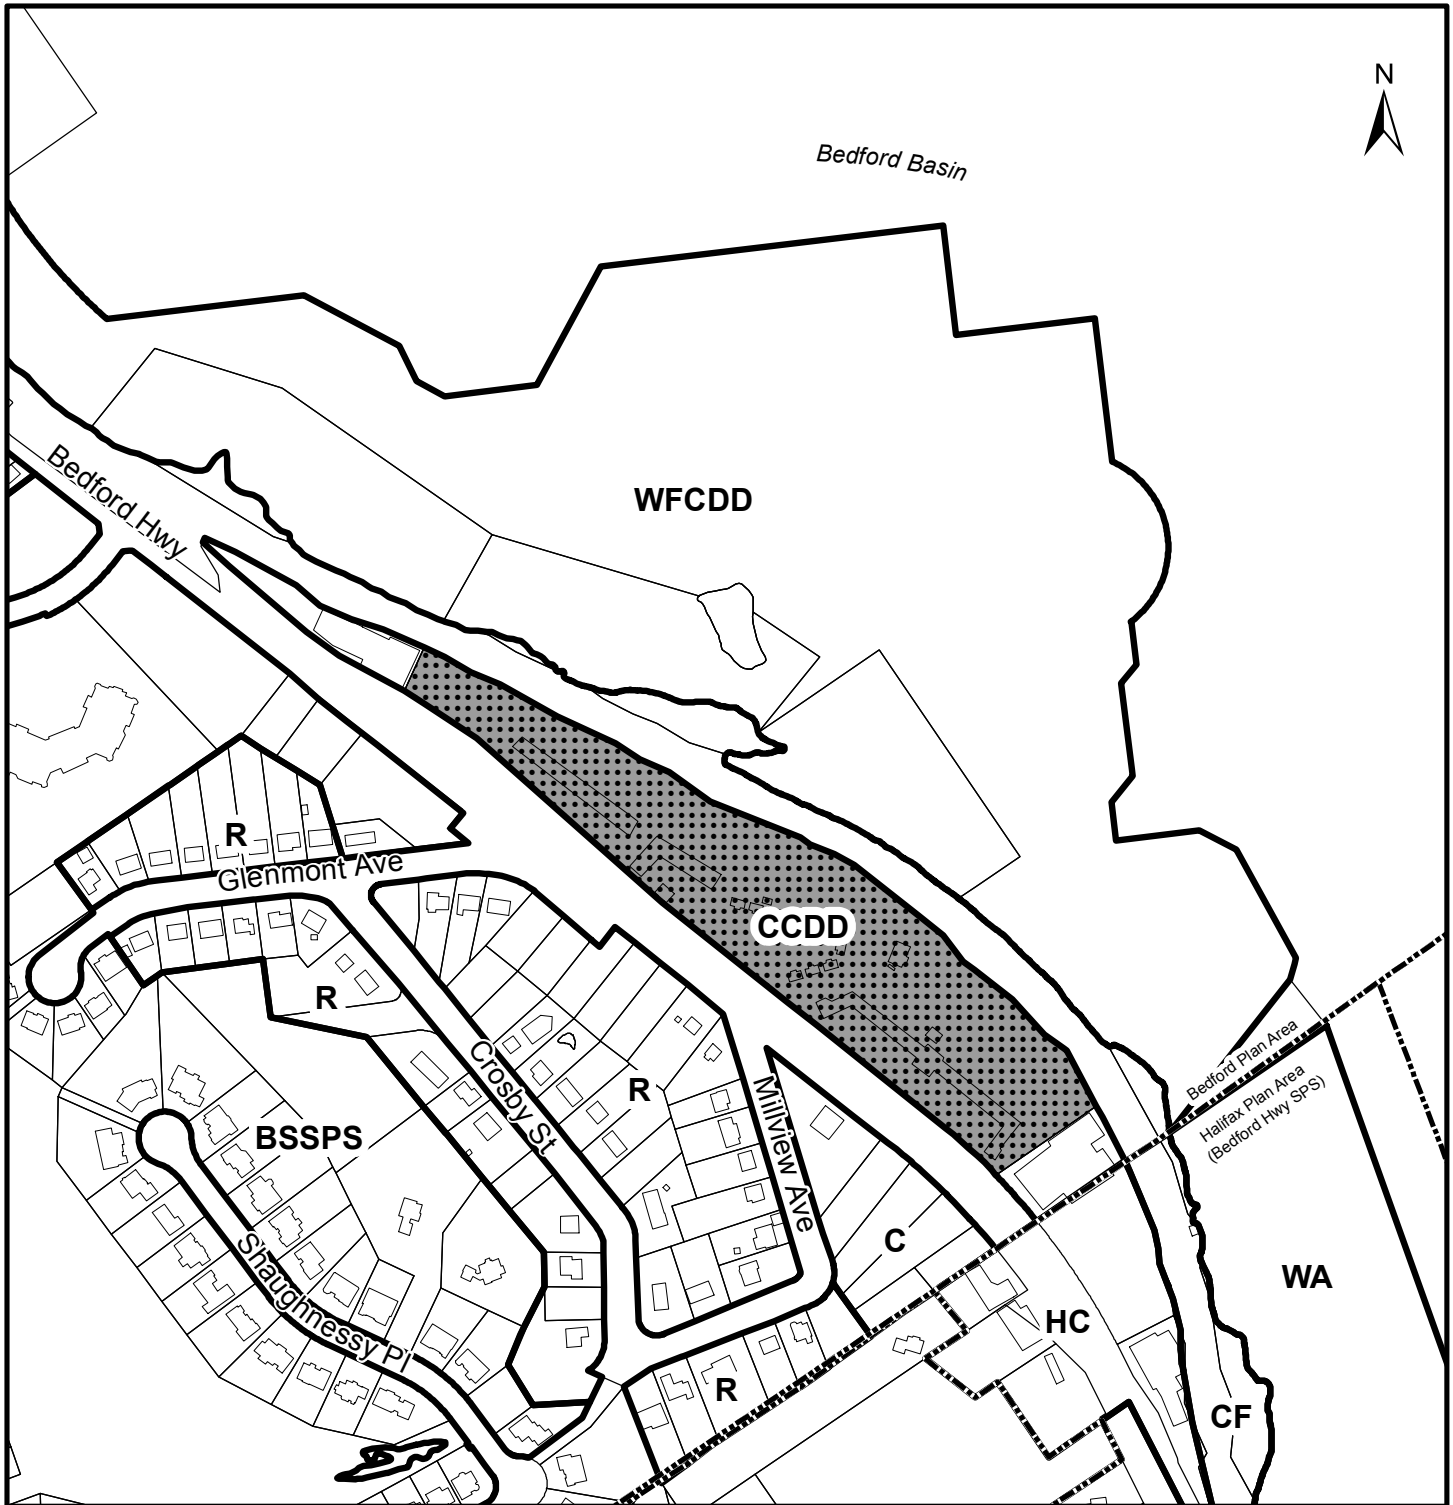 N
Bedford Basin
Bedford Hwy
WFCDD
R
Glenmont Ave
CCDD
R
Crosby St
R
Millview Ave
Bedford Plan Area
Halifax Plan Area
(Bedford Hwy SPS)
BSSPS
Shaughnessy Pl
C
WA
HC
R
CF